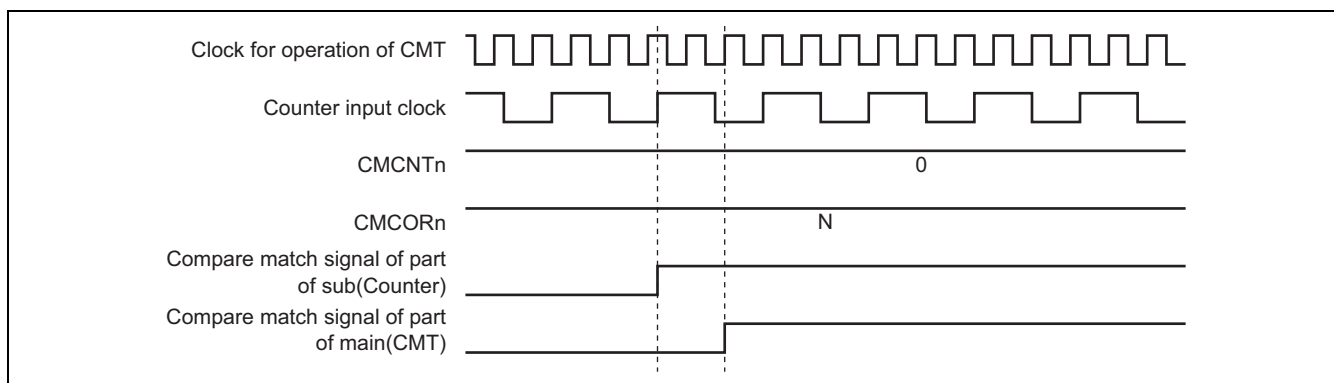 Clock for operation of CMT
Counter input clock
CMCNTn
0
CMCORn
N
Compare match signal of part
of sub(Counter)
Compare match signal of part
of main(CMT)